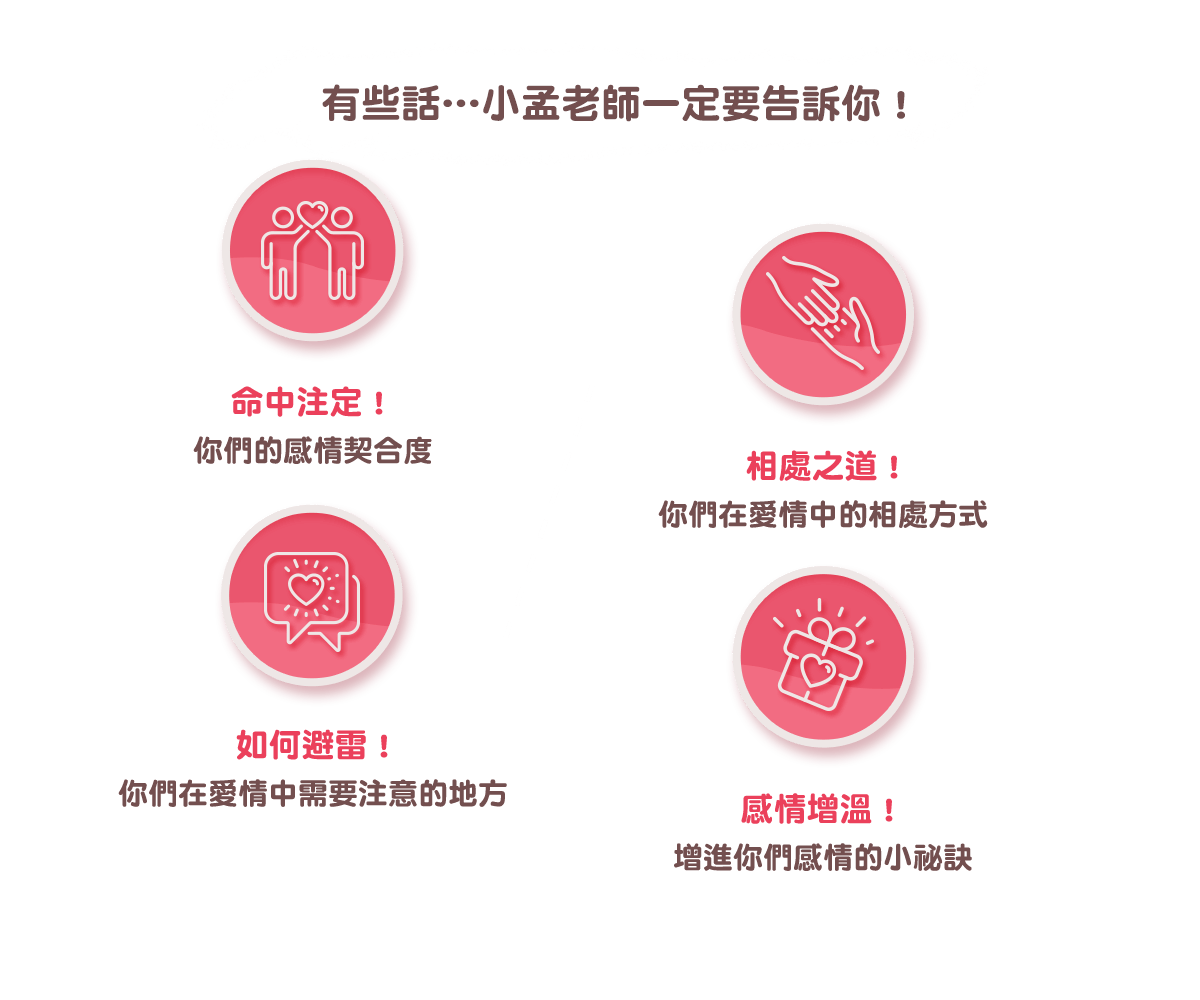 有些話⋯小孟老師一定要告訴你！
命中注定！
你們的感情契合度
相處之道！
你們在愛情中的相處方式
如何避雷！
你們在愛情中需要注意的地方
感情增溫！
增進你們感情的小祕訣